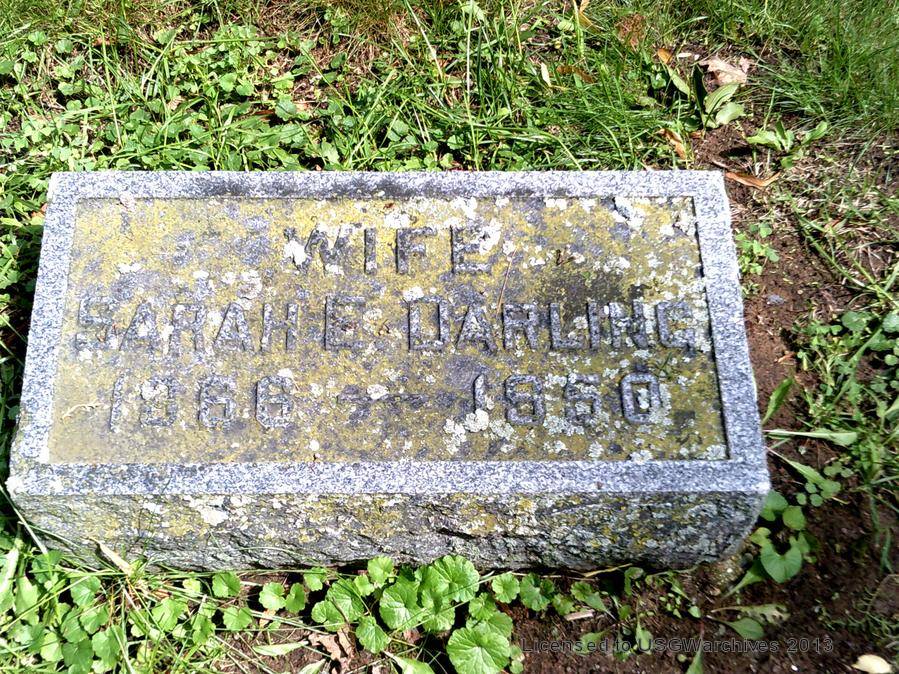 WIFE
SARAH E. DARLING
1866 — 1950
Licensed to USGWarchives 2013